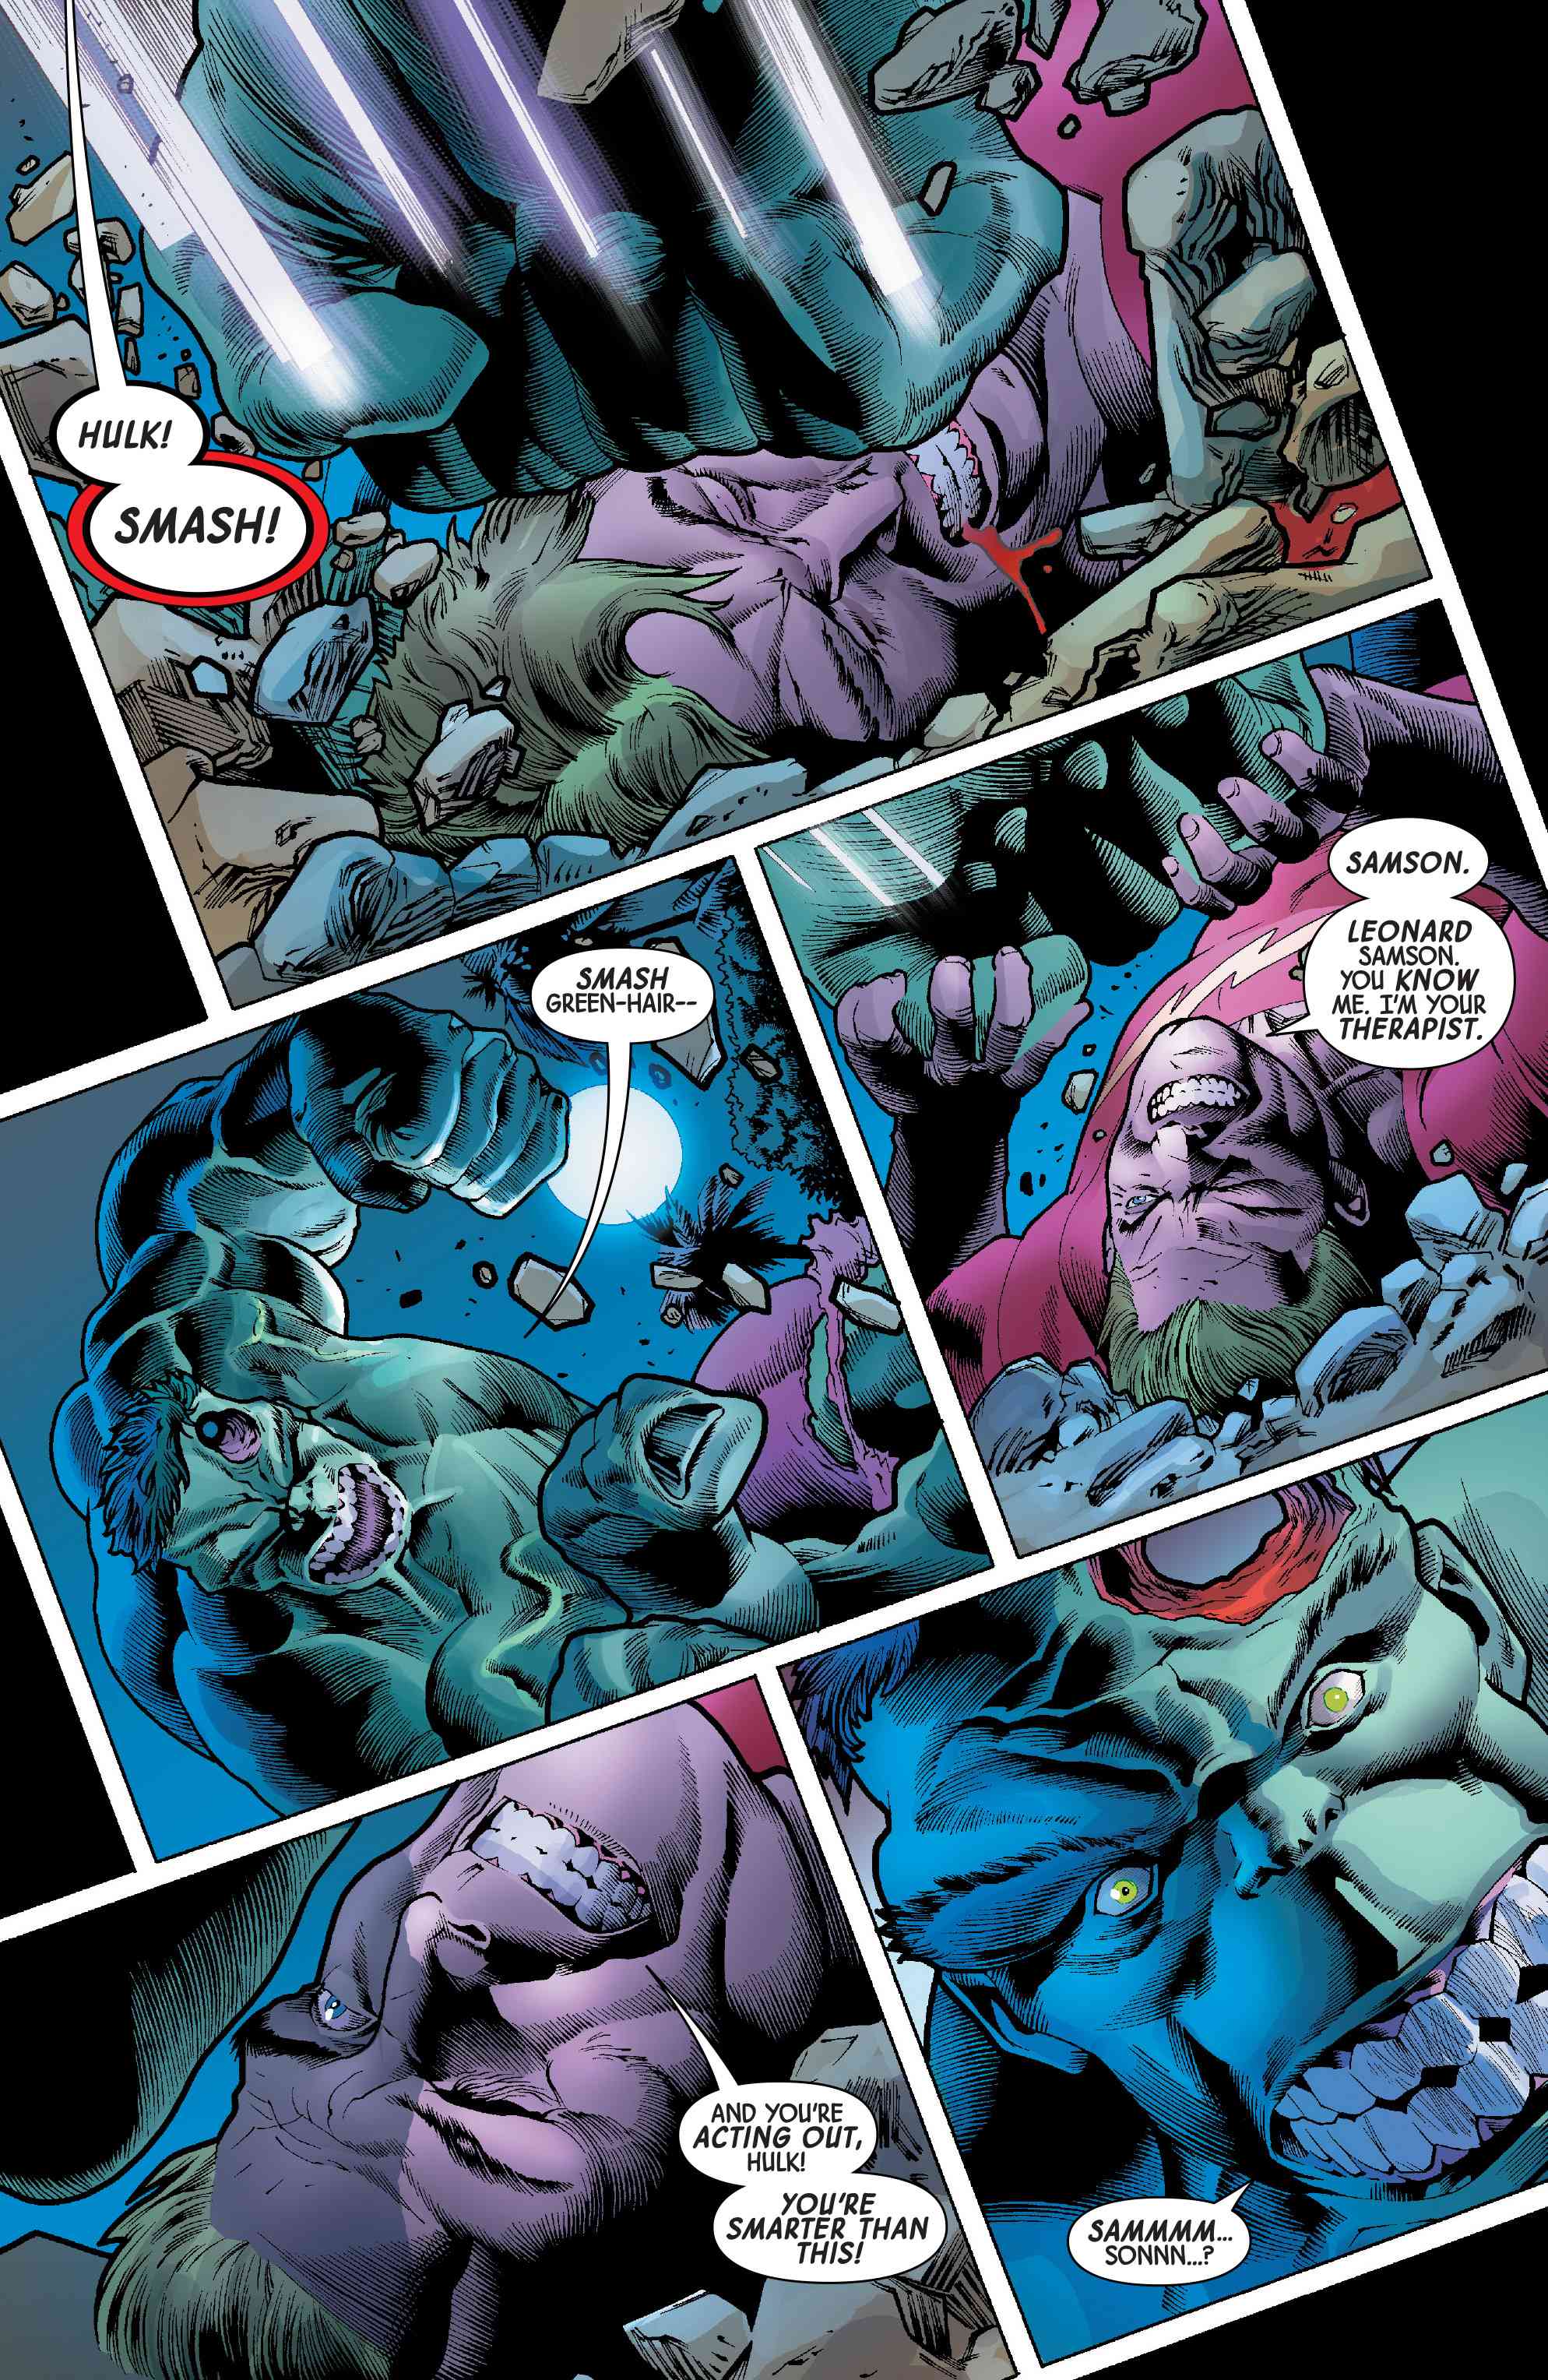 HULK!
SMASH!
SMASH
GREEN-HAIR--
SAMSON.
LEONARD
SAMSON.
YOU KNOW
ME. I'M YOUR
THERAPIST.
AND YOU'RE
ACTING OUT,
HULK!
YOU'RE
SMARTER THAN
THIS!
SAMMMM...
SONNN...?